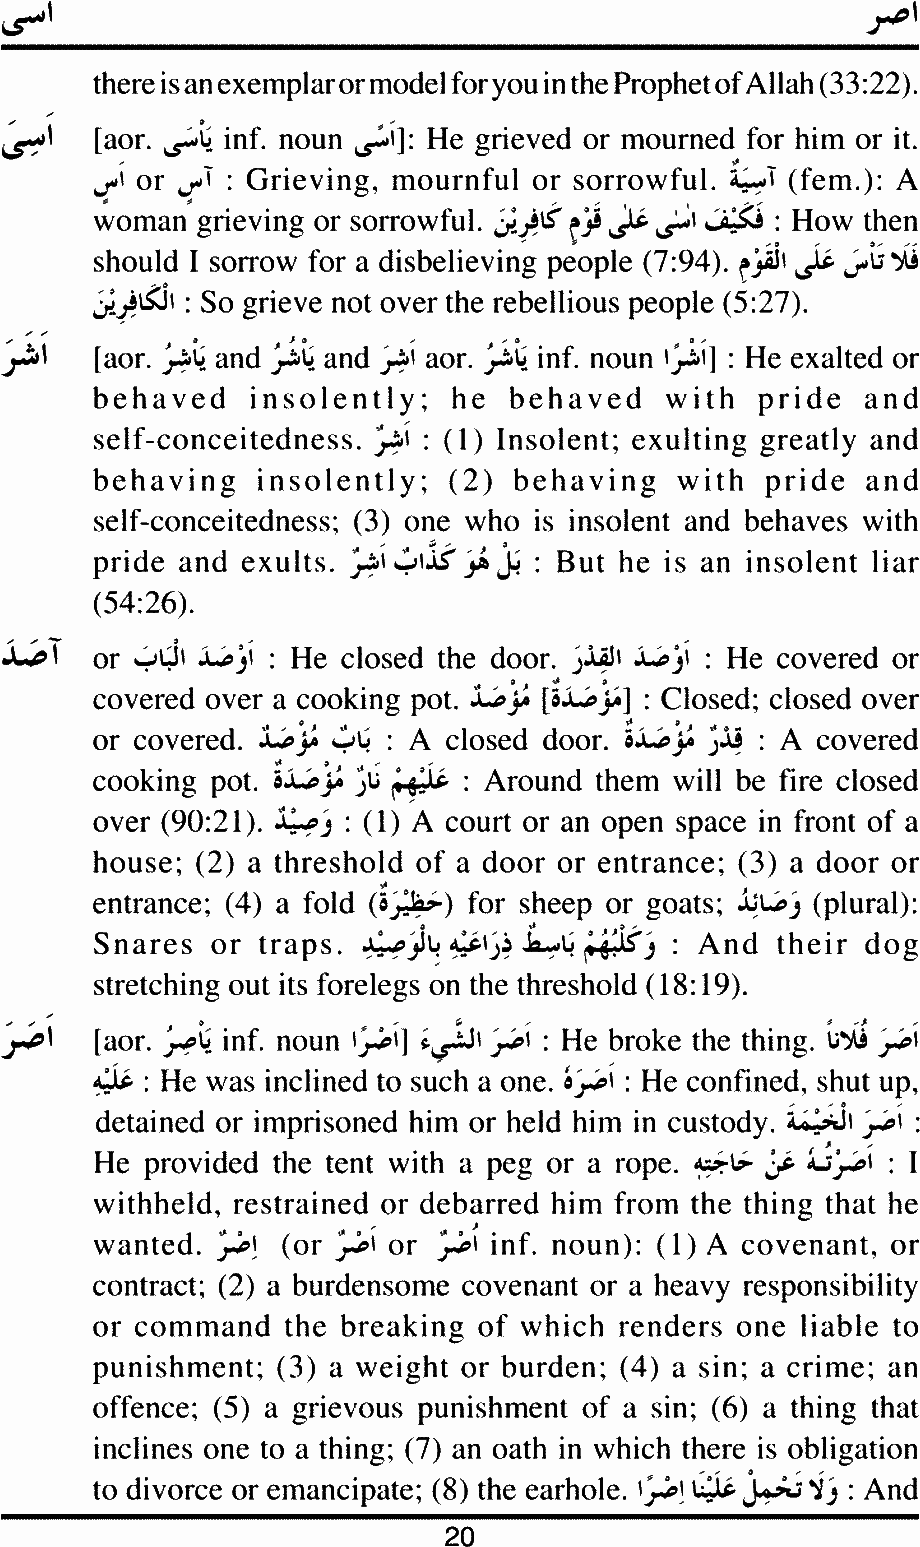 اسی اصر
there is an exemplar or model for you in the Prophet of Allah (33:22).
اَسِیَ [aor. یَأْسَی inf. noun اَسًی]: He grieved or mourned for him or it.
اَسٍ or آسٍ : Grieving, mournful or sorrowful. آسِیَةٌ (fem.): A
woman grieving or sorrowful. فَکَیْفَ اٰسٰی عَلٰی قَوْمٍ کَافِرِیْنَ : How then
should I sorrow for a disbelieving people (7:94). فَلَا تَأْسَ عَلَی الْقَوْمِ
الْکَافِرِیْنَ : So grieve not over the rebellious people (5:27).
اَشَرَ [aor. یَأْشِرُ and یَأْشُرُ and اَشِرَ aor. یَأْشَرُ inf. noun اَشَرًا] : He exalted or
behaved insolently; he behaved with pride and
self-conceitedness. اَشِرٌ : (1) Insolent; exulting greatly and
behaving insolently; (2) behaving with pride and
self-conceitedness; (3) one who is insolent and behaves with
pride and exults. بَلْ هُوَ کَذَّابٌ اَشِرٌ : But he is an insolent liar
(54:26).
آصَدَ or اَوْصَدَ الْبَابَ : He closed the door. اَوْصَدَ القِدْرَ : He covered or
covered over a cooking pot. مُؤْصَدٌ [مُؤْصَدَةٌ] : Closed; closed over
or covered. بَابٌ مُؤْصَدٌ : A closed door. قِدْرٌ مُؤْصَدَةٌ : A covered
cooking pot. عَلَیْهِمْ نَارٌ مُؤْصَدَةٌ : Around them will be fire closed
over (90:21). وَصِیْدٌ : (1) A court or an open space in front of a
house; (2) a threshold of a door or entrance; (3) a door or
entrance; (4) a fold (حَظِیْرَةٌ) for sheep or goats; وَصَائِدُ (plural):
Snares or traps. وَکَلْبُهُمْ بَاسِطٌ ذِرَاعَیْهِ بِالْوَصِیْدِ : And their dog
stretching out its forelegs on the threshold (18:19).
اَصَرَ [aor. یَأْصِرُ inf. noun اَصْرًا] اَصَرَ الشَّیءَ : He broke the thing. اَصَرَ فُلَاناً
عَلَیْهِ : He was inclined to such a one. اَصَرَهٗ : He confined, shut up,
detained or imprisoned him or held him in custody. اَصَرَ الْخَیْمَةَ :
He provided the tent with a peg or a rope. اَصَرْتُهٗ عَنْ حَاجَتِهٖ : I
withheld, restrained or debarred him from the thing that he
wanted. اِصْرٌ (or اَصْرٌ or اُصْرٌ inf. noun): (1) A covenant, or
contract; (2) a burdensome covenant or a heavy responsibility
or command the breaking of which renders one liable to
punishment; (3) a weight or burden; (4) a sin; a crime; an
offence; (5) a grievous punishment of a sin; (6) a thing that
inclines one to a thing; (7) an oath in which there is obligation
to divorce or emancipate; (8) the earhole. وَلَا تَحْمِلْ عَلَیْنَا اِصْرًا : And
20